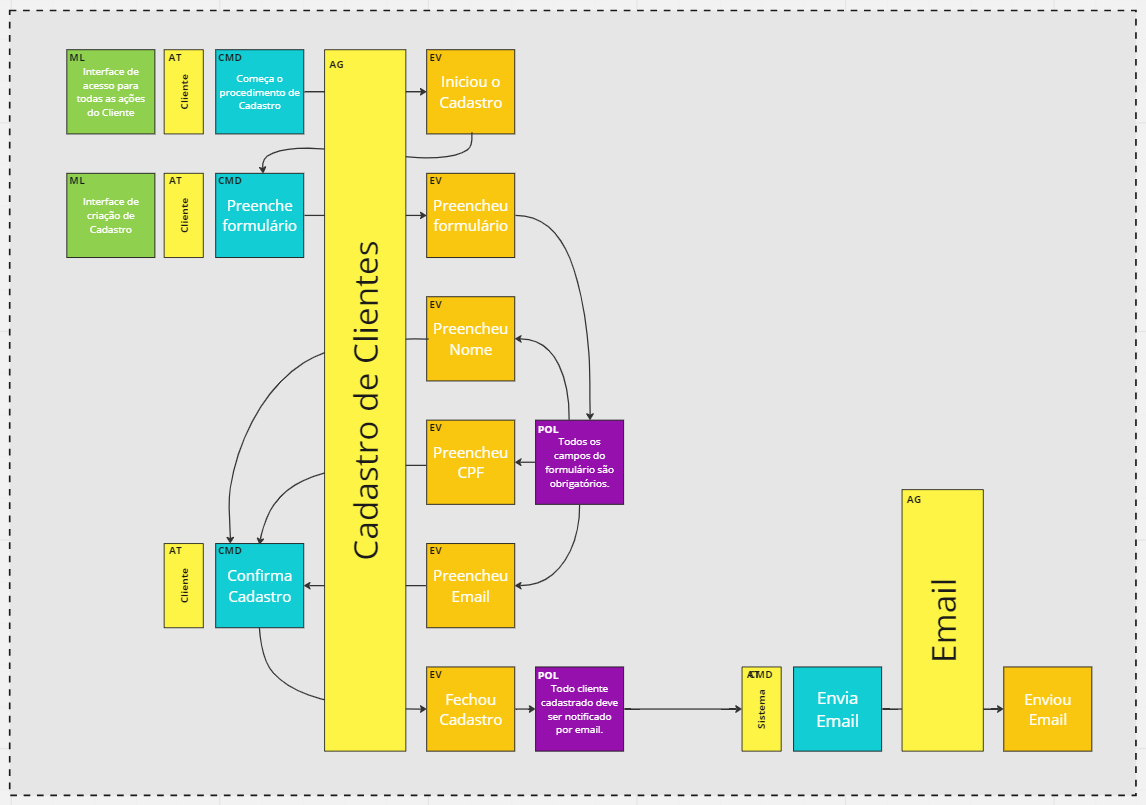 ML
Interface de
acesso para
todas as ações
do Cliente
AT
Cliente
CMD
Começa o
procedimento de
Cadastro
AG
Cadastro de Clientes
EV
Iniciou o
Cadastro
ML
Interface de
criação de
Cadastro
AT
Cliente
CMD
Preenche
formulário
EV
Preencheu
formulário
EV
Preencheu
Nome
EV
Preencheu
CPF
POL
Todos os
campos do
formulário são
obrigatórios.
AT
Cliente
CMD
Confirma
Cadastro
EV
Preencheu
Email
EV
Fechou
Cadastro
POL
Todo cliente
cadastrado deve
ser notificado
por email.
AT
CMD
Sistema
Envia
Email
AG
Email
Enviou
Email